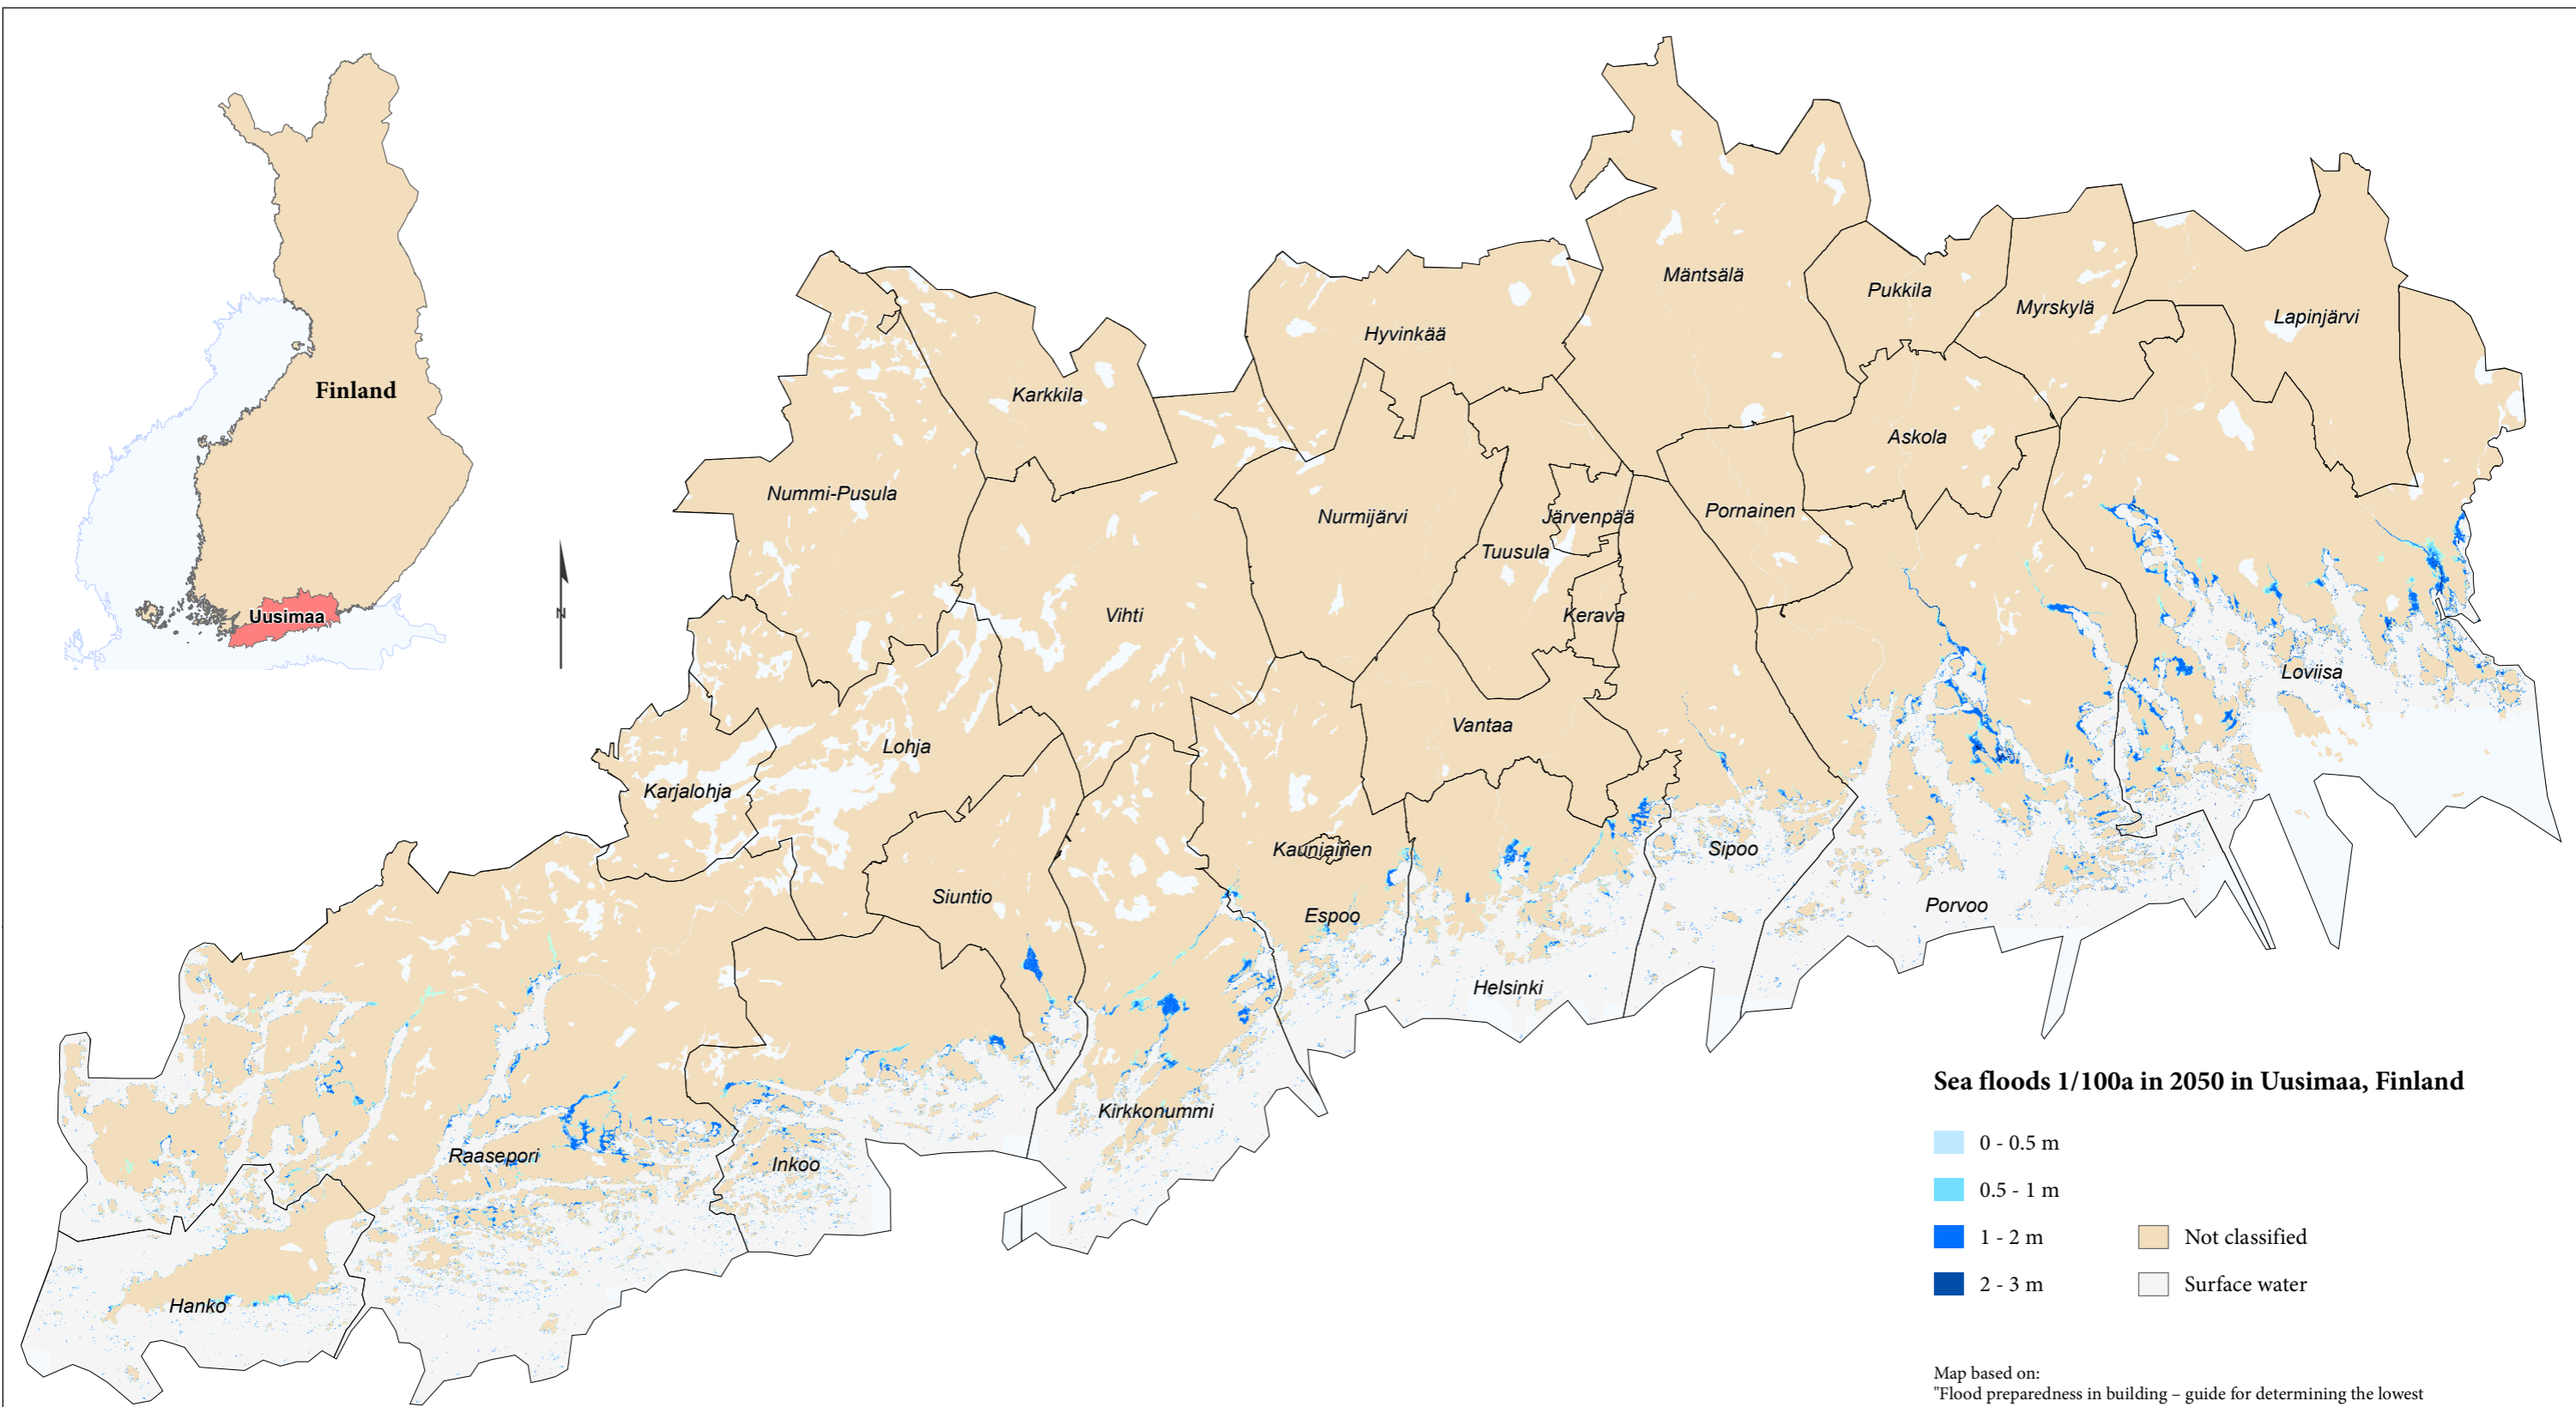 Finland
Uusimaa
N
Mäntsälä
Pukkila
Myrskylä
Lapinjärvi
Hyvinkää
Karkkila
Askola
Nummi-Pusula
Nurmijärvi
Järvenpää
Pornainen
Tuusula
Vihti
Kerava
Loviisa
Vantaa
Lohja
Karjalohja
Kauniainen
Sipoo
Siuntio
Espoo
Porvoo
Helsinki
Kirkkonummi
Raasepori
Inkoo
Hanko
Sea floods 1/100a in 2050 in Uusimaa, Finland
0 - 0.5 m
0.5 - 1 m
1 - 2 m
Not classified
2 - 3 m
Surface water
Map based on:
"Flood preparedness in building – guide for determining the lowest